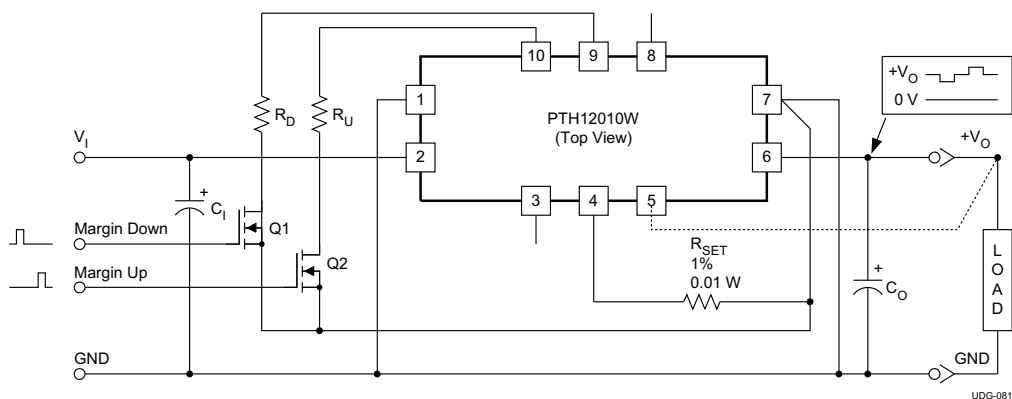 10
9
8
1
R_D
R_U
PTH12010W
(Top View)
7
+V_O
0 V
V_I
2
6
+V_O
+
C_I
3
4
5
Margin Down
Q1
R_SET
1%
0.01 W
Margin Up
Q2
+
C_O
LOAD
GND
GND
UDG-081